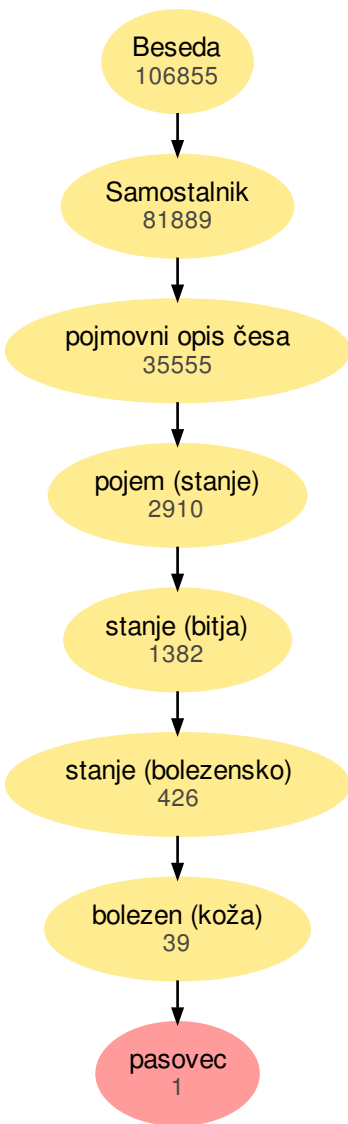 Beseda
106855
Samostalnik
81889
pojmovni opis česa
35555
pojem (stanje)
2910
stanje (bitja)
1382
stanje (bolezensko)
426
bolezen (koža)
39
pasovec
1